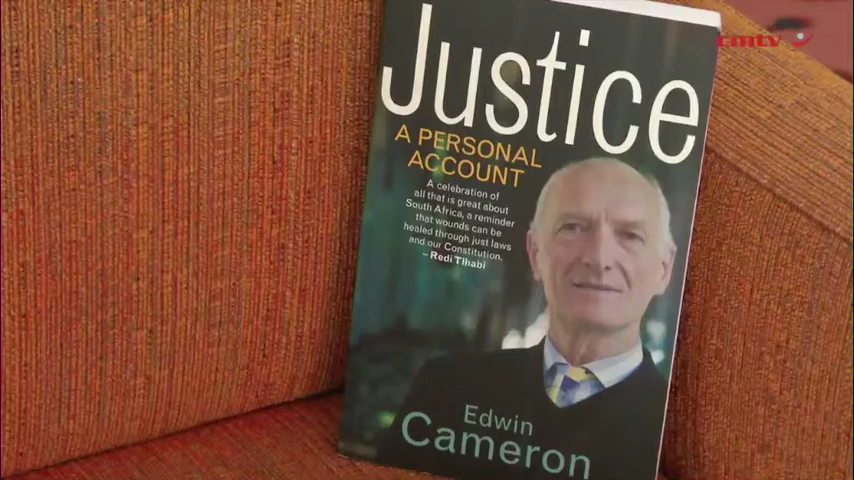 cmtv
Justice
A PERSONAL
ACCOUNT
A celebration of
all that is great about
South Africa, a reminder
that wounds can be
healed through just laws
and our Constitution.
– Redi Tlhabi
Edwin
Cameron